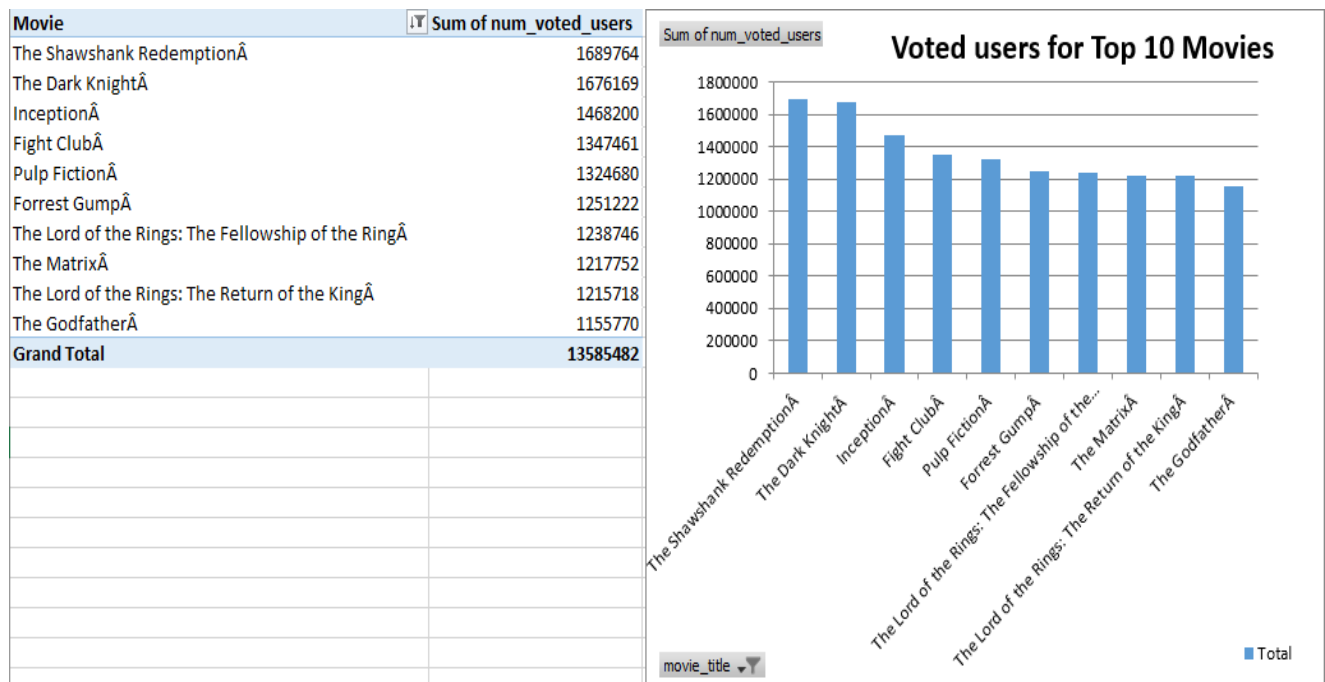 Movie Sum of num_voted_users
The Shawshank RedemptionÂ 1689764
The Dark KnightÂ 1676169
InceptionÂ 1468200
Fight ClubÂ 1347461
Pulp FictionÂ 1324680
Forrest GumpÂ 1251222
The Lord of the Rings: The Fellowship of the RingÂ 1238746
The MatrixÂ 1217752
The Lord of the Rings: The Return of the KingÂ 1215718
The GodfatherÂ 1155770
Grand Total 13585482
Sum of num_voted_users
Voted users for Top 10 Movies
1800000
1600000
1400000
1200000
1000000
800000
600000
400000
200000
0
The Shawshank RedemptionÂ
The Dark KnightÂ
InceptionÂ
Fight ClubÂ
Pulp FictionÂ
Forrest GumpÂ
The Lord of the Rings: The Fellowship of the...
The MatrixÂ
The Lord of the Rings: The Return of the KingÂ
The GodfatherÂ
Total
movie_title